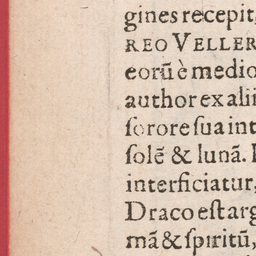 gines recepit,
REO VELLER
eorũ è medio
author ex alii
ſorore ſua int
ſolẽ & lunã.
interficiatur,
Draco eſt arg
mã & ſpiritũ,